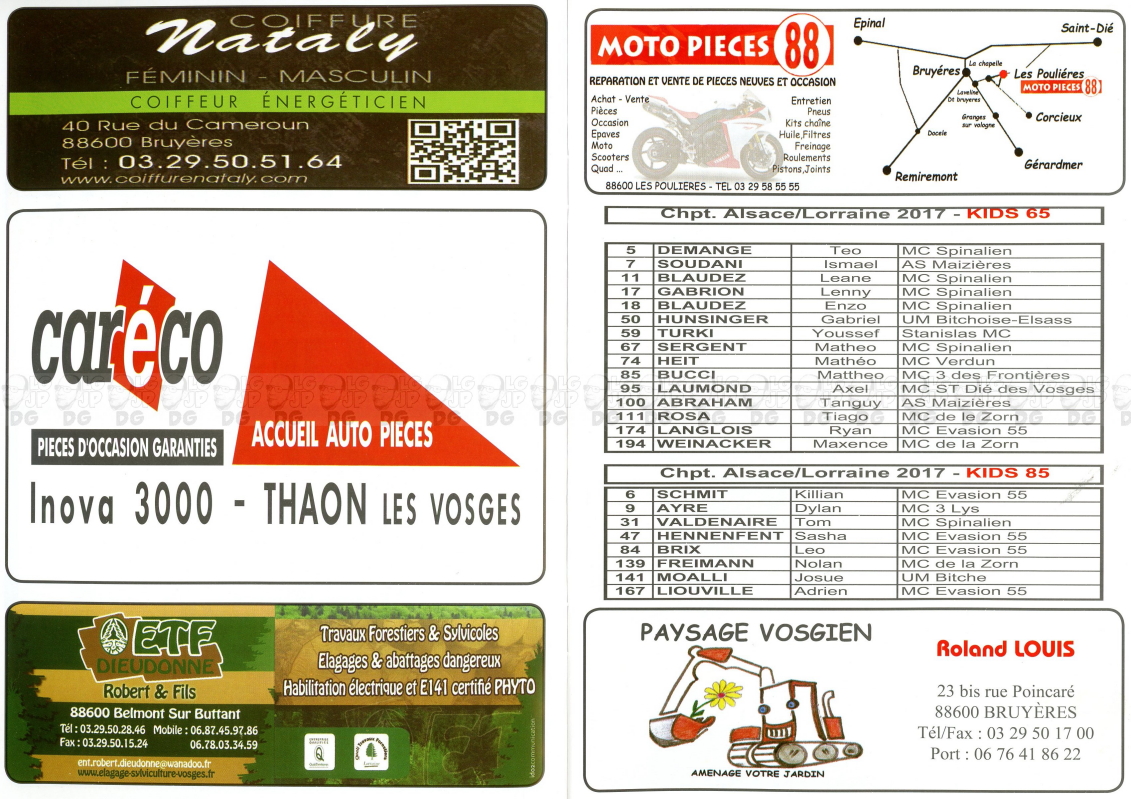 COIFFURE
Nataly
FÉMININ - MASCULIN
COIFFEUR ÉNERGÉTICIEN
40 Rue du Cameroun
88600 Bruyères
Tél : 03.29.50.51.64
www.coiffurenataly.com
caréco
PIECES D'OCCASION GARANTIES
ACCUEIL AUTO PIECES
Inova 3000 - THAON LES VOSGES
ETF
DIEUDONNE
Robert & Fils
88600 Belmont Sur Buttant
Tél : 03.29.50.28.46 Mobile : 06.87.45.97.86
Fax : 03.29.50.15.24 06.78.03.34.59
ent.robert.dieudonne@wanadoo.fr
www.elagage-sylviculture-vosges.fr
Travaux Forestiers & Sylvicoles
Elagages & abattages dangereux
Habilitation électrique et E141 certifié PHYTO
MOTO PIECES 88
REPARATION ET VENTE DE PIECES NEUVES ET OCCASION
Achat - Vente
Pièces
Occasion
Epaves
Moto
Scooters
Quad ...
Entretien
Pneus
Kits chaîne
Huile,Filtres
Freinage
Roulements
Pistons,Joints
88600 LES POULIERES - TEL 03 29 58 55 55
Epinal
Saint-Dié
La chapelle
Bruyéres
Les Pouliéres
MOTO PIECES 88
Laveline
Dt bruyeres
Granges
sur vologne
Corcieux
Docele
Gérardmer
Remiremont
Chpt. Alsace/Lorraine 2017 - KIDS 65
5 DEMANGE Teo MC Spinalien
7 SOUDANI Ismael AS Maizières
11 BLAUDEZ Leane MC Spinalien
17 GABRION Lenny MC Spinalien
18 BLAUDEZ Enzo MC Spinalien
50 HUNSINGER Gabriel UM Bitchoise-Elsass
59 TURKI Youssef Stanislas MC
67 SERGENT Matheo MC Spinalien
74 HEIT Mathéo MC Verdun
85 BUCCI Mattheo MC 3 des Frontières
95 LAUMOND Axel MC ST Dié des Vosges
100 ABRAHAM Tanguy AS Maizières
111 ROSA Tiago MC de le Zorn
174 LANGLOIS Ryan MC Evasion 55
194 WEINACKER Maxence MC de la Zorn
Chpt. Alsace/Lorraine 2017 - KIDS 85
6 SCHMIT Killian MC Evasion 55
9 AYRE Dylan MC 3 Lys
31 VALDENAIRE Tom MC Spinalien
47 HENNENFENT Sasha MC Evasion 55
84 BRIX Leo MC Evasion 55
139 FREIMANN Nolan MC de la Zorn
141 MOALLI Josue UM Bitche
167 LIOUVILLE Adrien MC Evasion 55
PAYSAGE VOSGIEN
AMENAGE VOTRE JARDIN
Roland LOUIS
23 bis rue Poincaré
88600 BRUYÈRES
Tél/Fax : 03 29 50 17 00
Port : 06 76 41 86 22